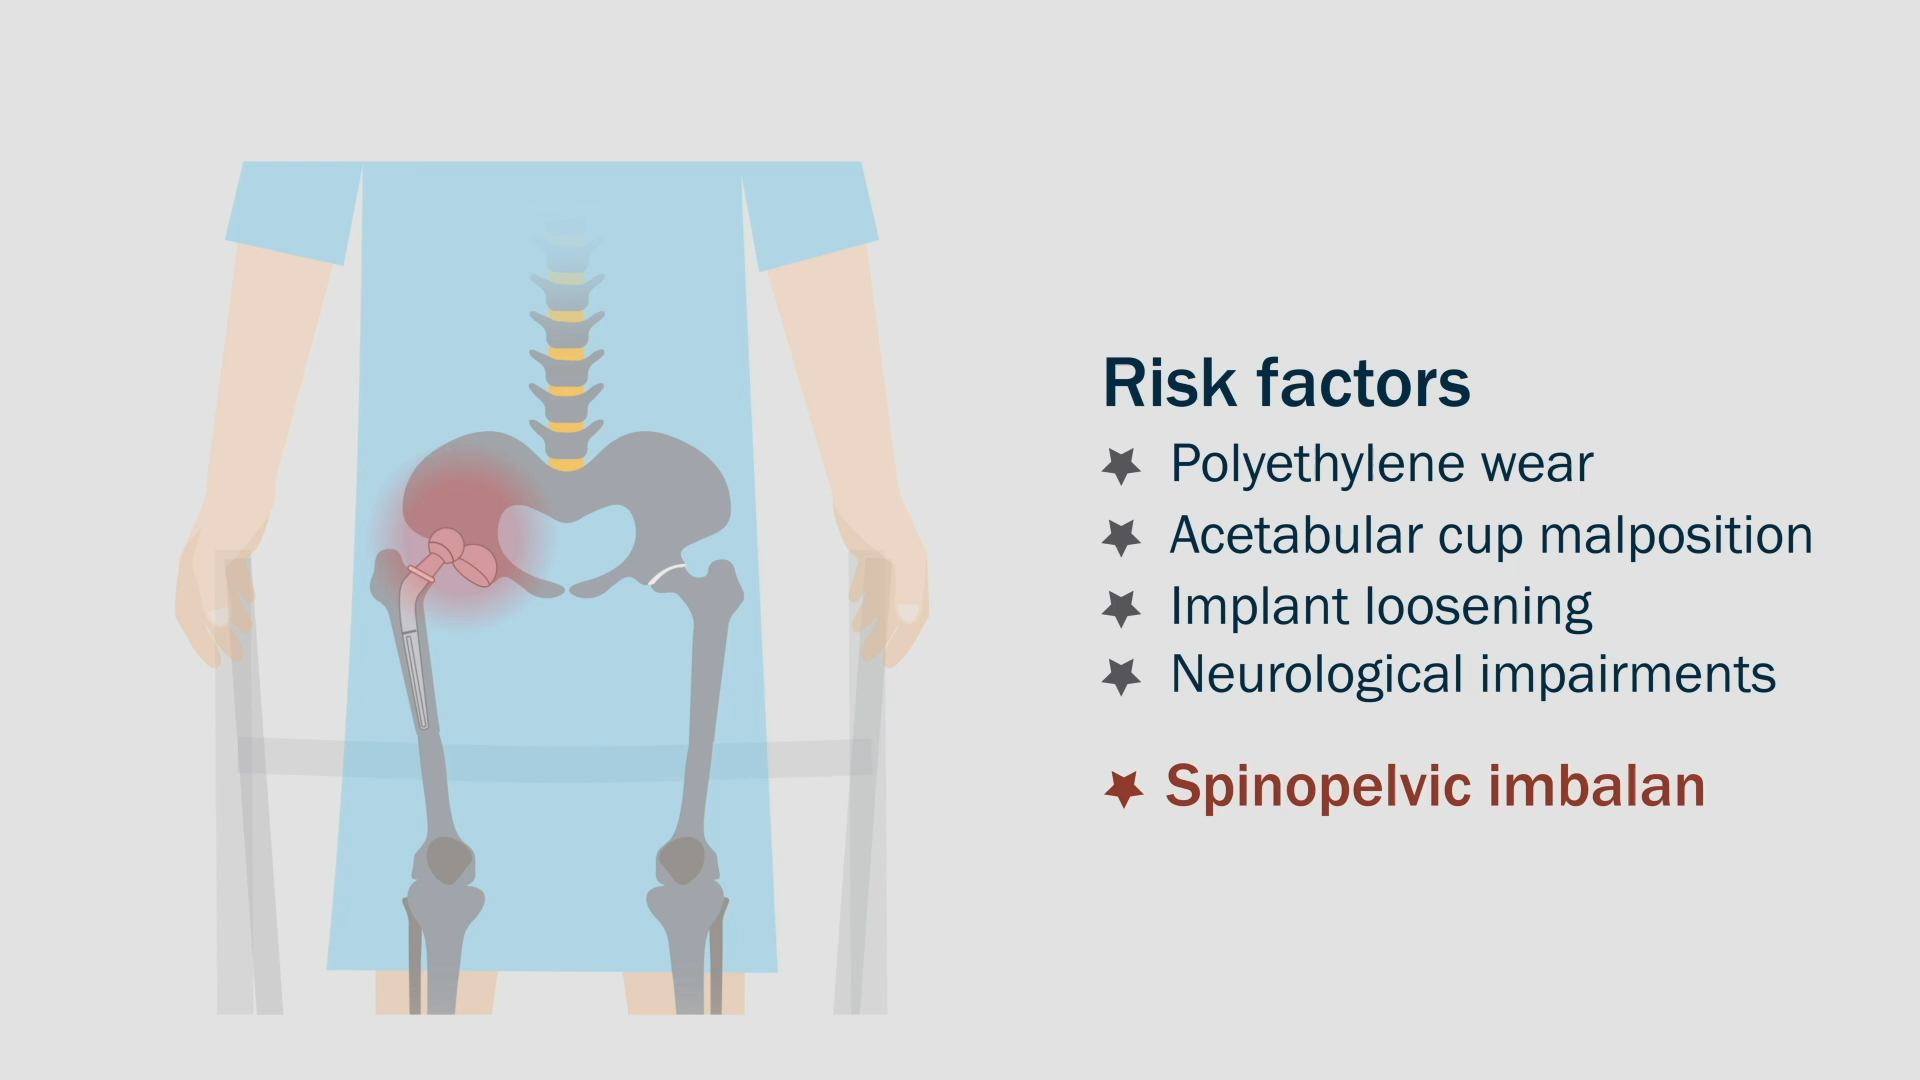 Risk factors
Polyethylene wear
Acetabular cup malposition
Implant loosening
Neurological impairments
Spinopelvic imbalan